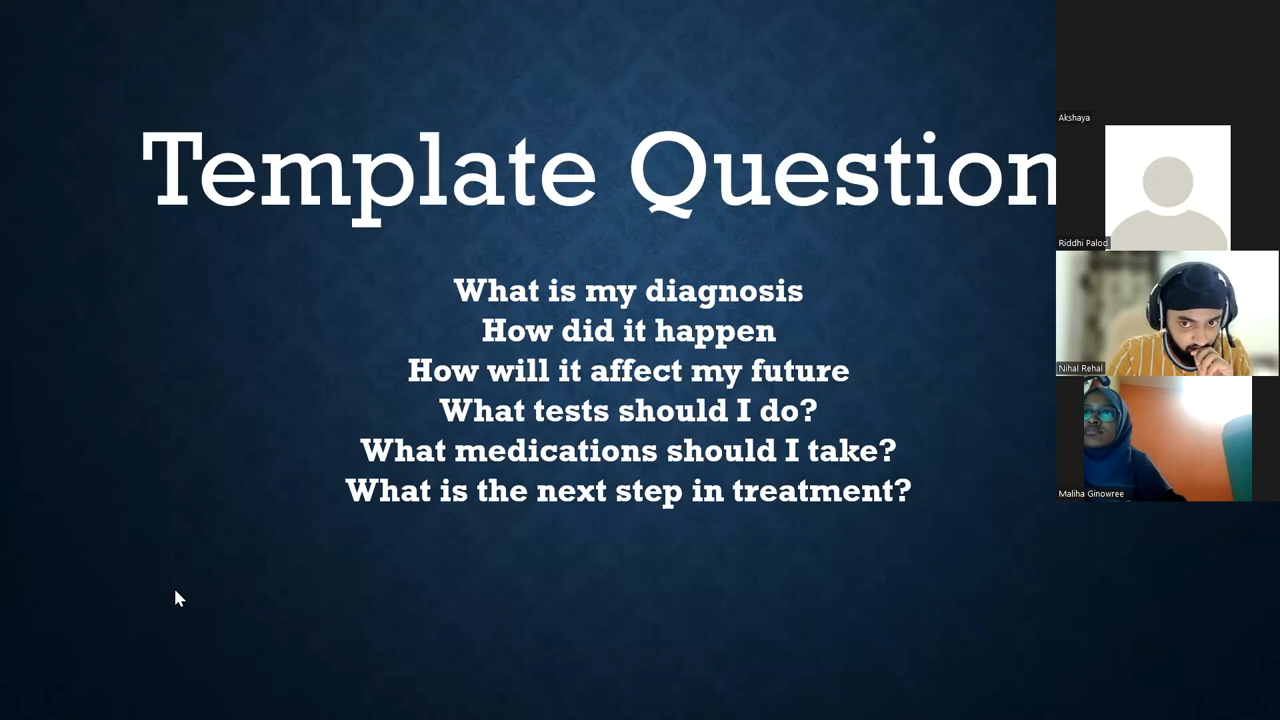 Template Question
What is my diagnosis
How did it happen
How will it affect my future
What tests should I do?
What medications should I take?
What is the next step in treatment?
Akshaya
Riddhi Palod
Nihal Rehal
Maliha Ginowree